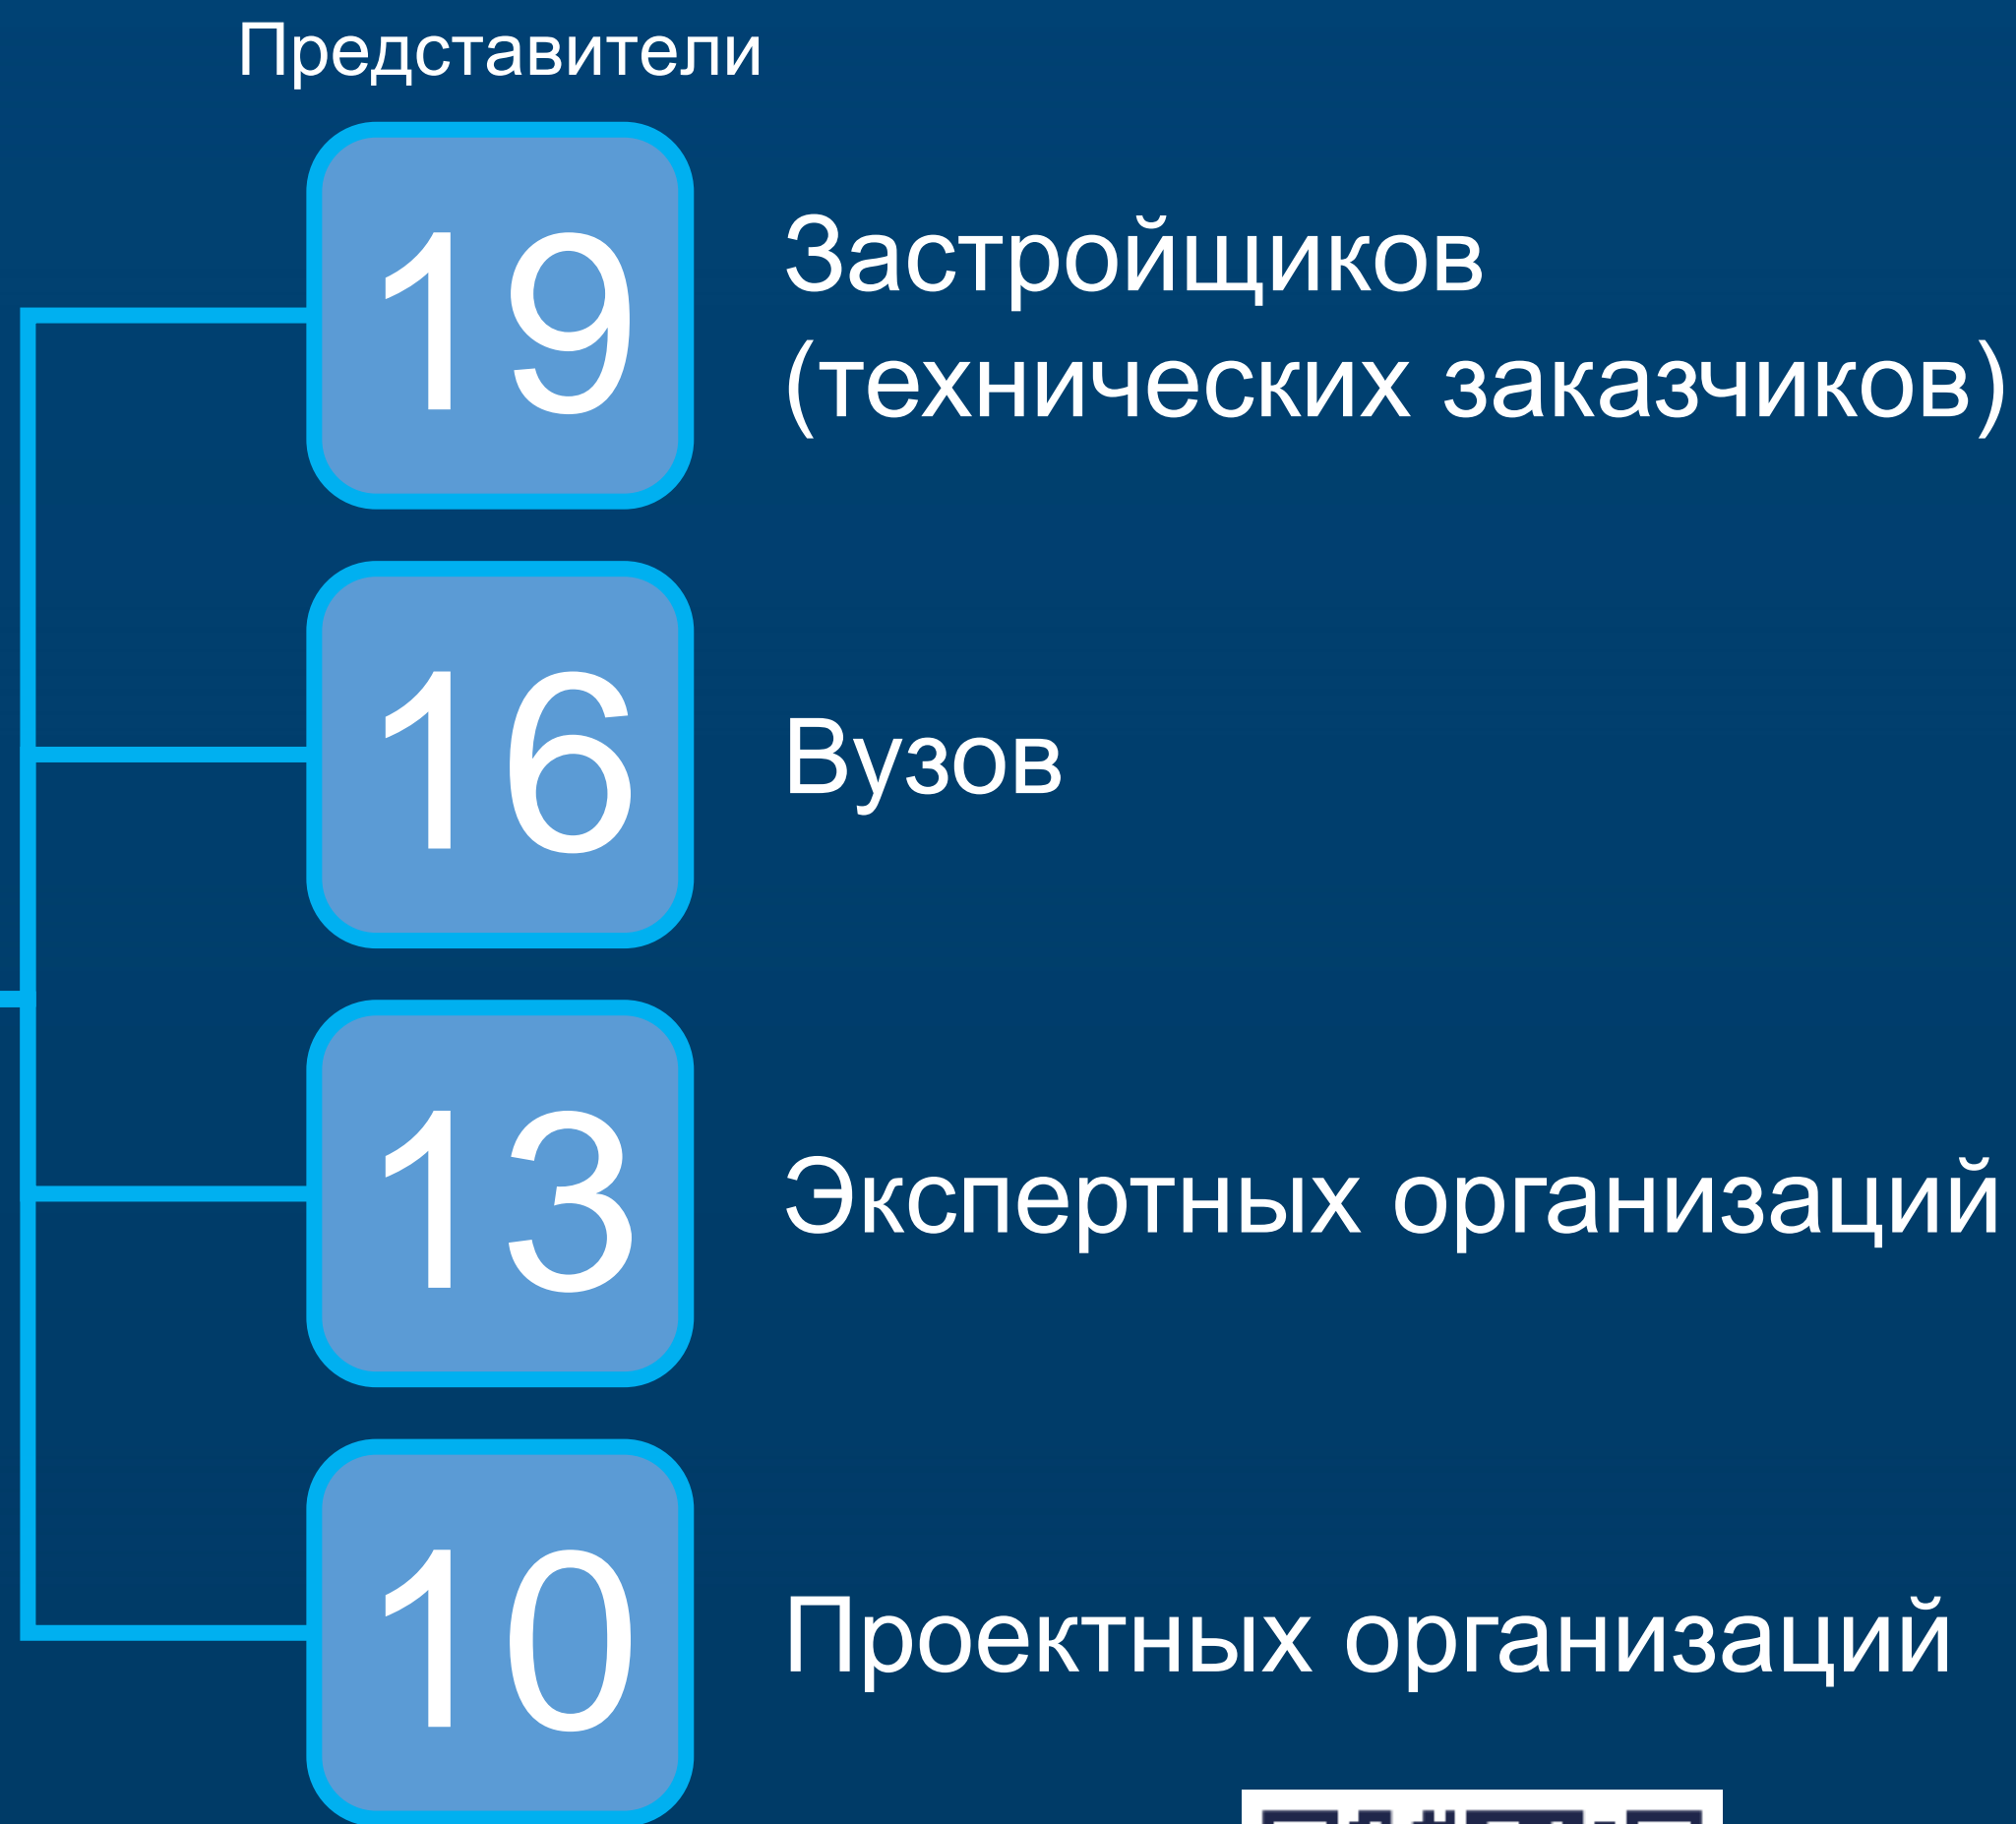 Представители
19
Застройщиков
(технических заказчиков)
16
Вузов
13
Экспертных организаций
10
Проектных организаций